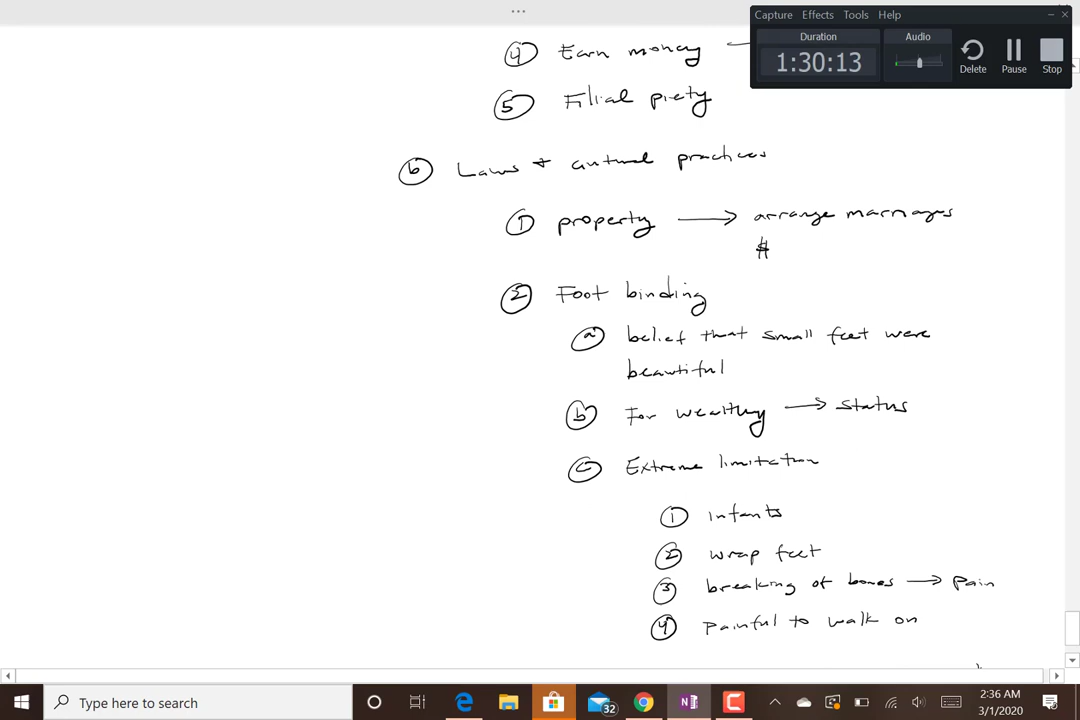 ...
Capture Effects Tools Help
Duration
Audio
1:30:13
Delete Pause Stop
④ Earn money —
⑤ Filial piety
ⓑ Laws + cultural practices
① property → arrange marriages
#
② Foot binding
ⓐ belief that small feet were
beautiful
ⓑ For wealthy → status
ⓒ Extreme limitation
① infants
② wrap feet
③ breaking of bones → pain
④ Painful to walk on
Type here to search
32
2:36 AM
3/1/2020